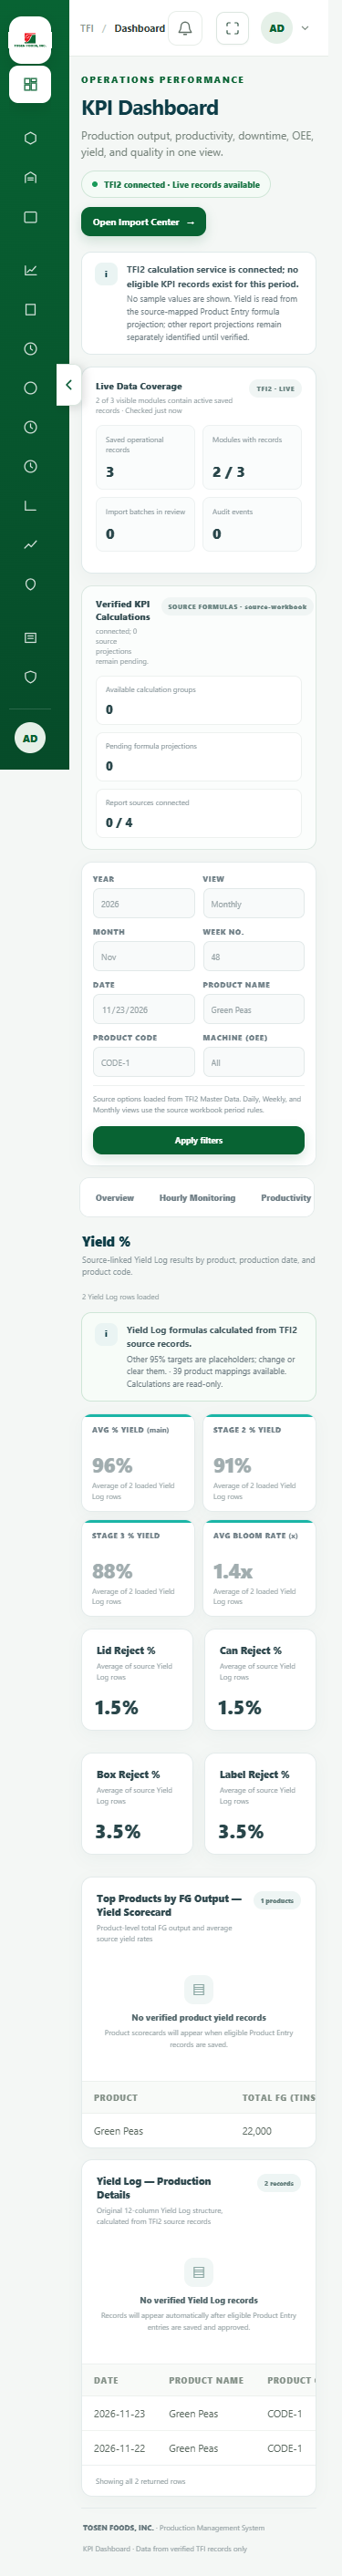 TOSEN FOODS, INC.
TFI / Dashboard
AD
OPERATIONS PERFORMANCE
KPI Dashboard
Production output, productivity, downtime, OEE,
yield, and quality in one view.
TFI2 connected · Live records available
Open Import Center →
i
TFI2 calculation service is connected; no
eligible KPI records exist for this period.
No sample values are shown. Yield is read from
the source-mapped Product Entry formula
projection; other report projections remain
separately identified until verified.
Live Data Coverage
TFI2 · LIVE
2 of 3 visible modules contain active saved
records · Checked just now
Saved operational
records
3
Modules with records
2 / 3
Import batches in review
0
Audit events
0
Verified KPI
Calculations
SOURCE FORMULAS · source-workbook
connected; 0
source
projections
remain pending.
Available calculation groups
0
Pending formula projections
0
Report sources connected
0 / 4
AD
YEAR
VIEW
2026
Monthly
MONTH
WEEK NO.
Nov
48
DATE
PRODUCT NAME
11/23/2026
Green Peas
PRODUCT CODE
MACHINE (OEE)
CODE-1
All
Source options loaded from TFI2 Master Data. Daily, Weekly, and
Monthly views use the source workbook period rules.
Apply filters
Overview
Hourly Monitoring
Productivity
Yield %
Source-linked Yield Log results by product, production date, and
product code.
2 Yield Log rows loaded
i
Yield Log formulas calculated from TFI2
source records.
Other 95% targets are placeholders; change or
clear them. · 39 product mappings available.
Calculations are read-only.
AVG % YIELD (main)
96%
Average of 2 loaded Yield
Log rows
STAGE 2 % YIELD
91%
Average of 2 loaded Yield
Log rows
STAGE 3 % YIELD
88%
Average of 2 loaded Yield
Log rows
AVG BLOOM RATE (x)
1.4x
Average of 2 loaded Yield
Log rows
Lid Reject %
Average of source Yield
Log rows
1.5%
Can Reject %
Average of source Yield
Log rows
1.5%
Box Reject %
Average of source Yield
Log rows
3.5%
Label Reject %
Average of source Yield
Log rows
3.5%
Top Products by FG Output —
Yield Scorecard
1 products
Product-level total FG output and average
source yield rates
No verified product yield records
Product scorecards will appear when eligible Product Entry
records are saved.
PRODUCT
TOTAL FG (TINS
Green Peas
22,000
Yield Log — Production
Details
2 records
Original 12-column Yield Log structure,
calculated from TFI2 source records
No verified Yield Log records
Records will appear automatically after eligible Product Entry
entries are saved and approved.
DATE
PRODUCT NAME
PRODUCT
2026-11-23
Green Peas
CODE-1
2026-11-22
Green Peas
CODE-1
Showing all 2 returned rows
TOSEN FOODS, INC. · Production Management System
KPI Dashboard · Data from verified TFI records only